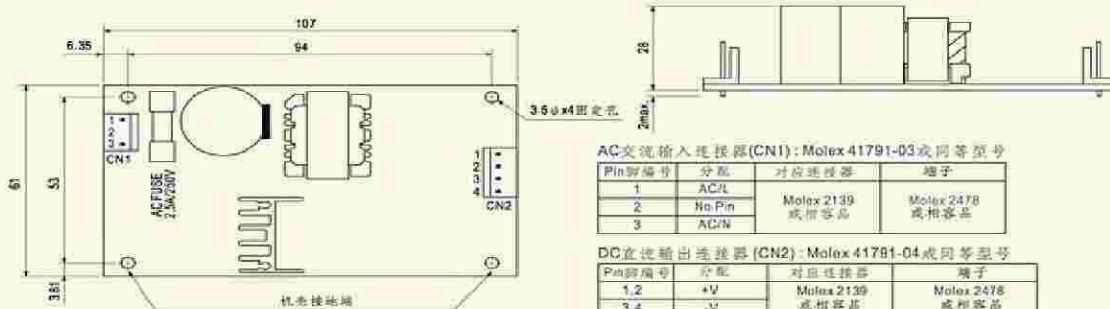 107
6.35
94
28
2max.
3.5ψx4固定孔
61
53
3.81
1
2
3
CN1
AC FUSE
2.5A/250V
1
2
3
4
CN2
机壳接地端
AC交流输入连接器(CN1) : Molex 41791-03或同等型号
Pin脚编号 分配 对应连接器 端子
1 AC/L
2 No Pin Molex 2139 或相容品 Molex 2478 或相容品
3 AC/N
DC直流输出连接器 (CN2) : Molex 41791-04或同等型号
Pin脚编号 分配 对应连接器 端子
1,2 +V Molex 2139 Molex 2478
3,4 -V 或相容品 或相容品